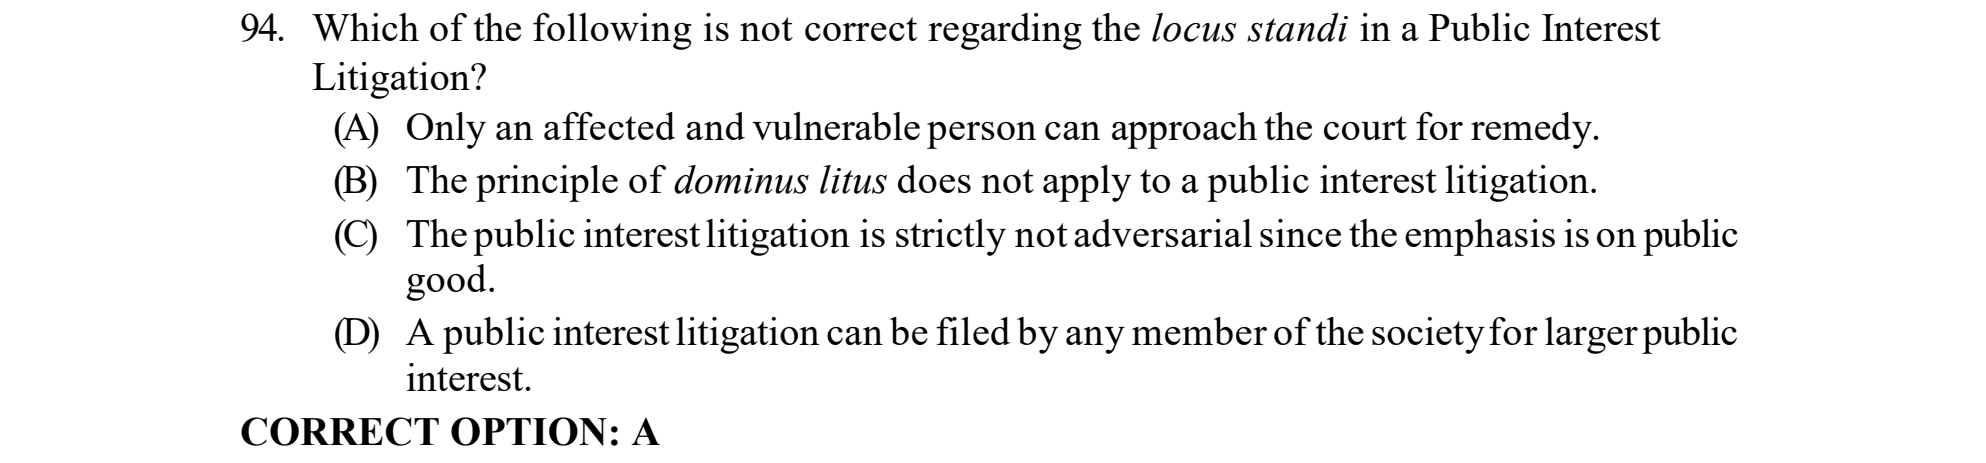 94. Which of the following is not correct regarding the locus standi in a Public Interest
Litigation?
(A) Only an affected and vulnerable person can approach the court for remedy.
(B) The principle of dominus litus does not apply to a public interest litigation.
(C) The public interest litigation is strictly not adversarial since the emphasis is on public
good.
(D) A public interest litigation can be filed by any member of the society for larger public
interest.
CORRECT OPTION: A